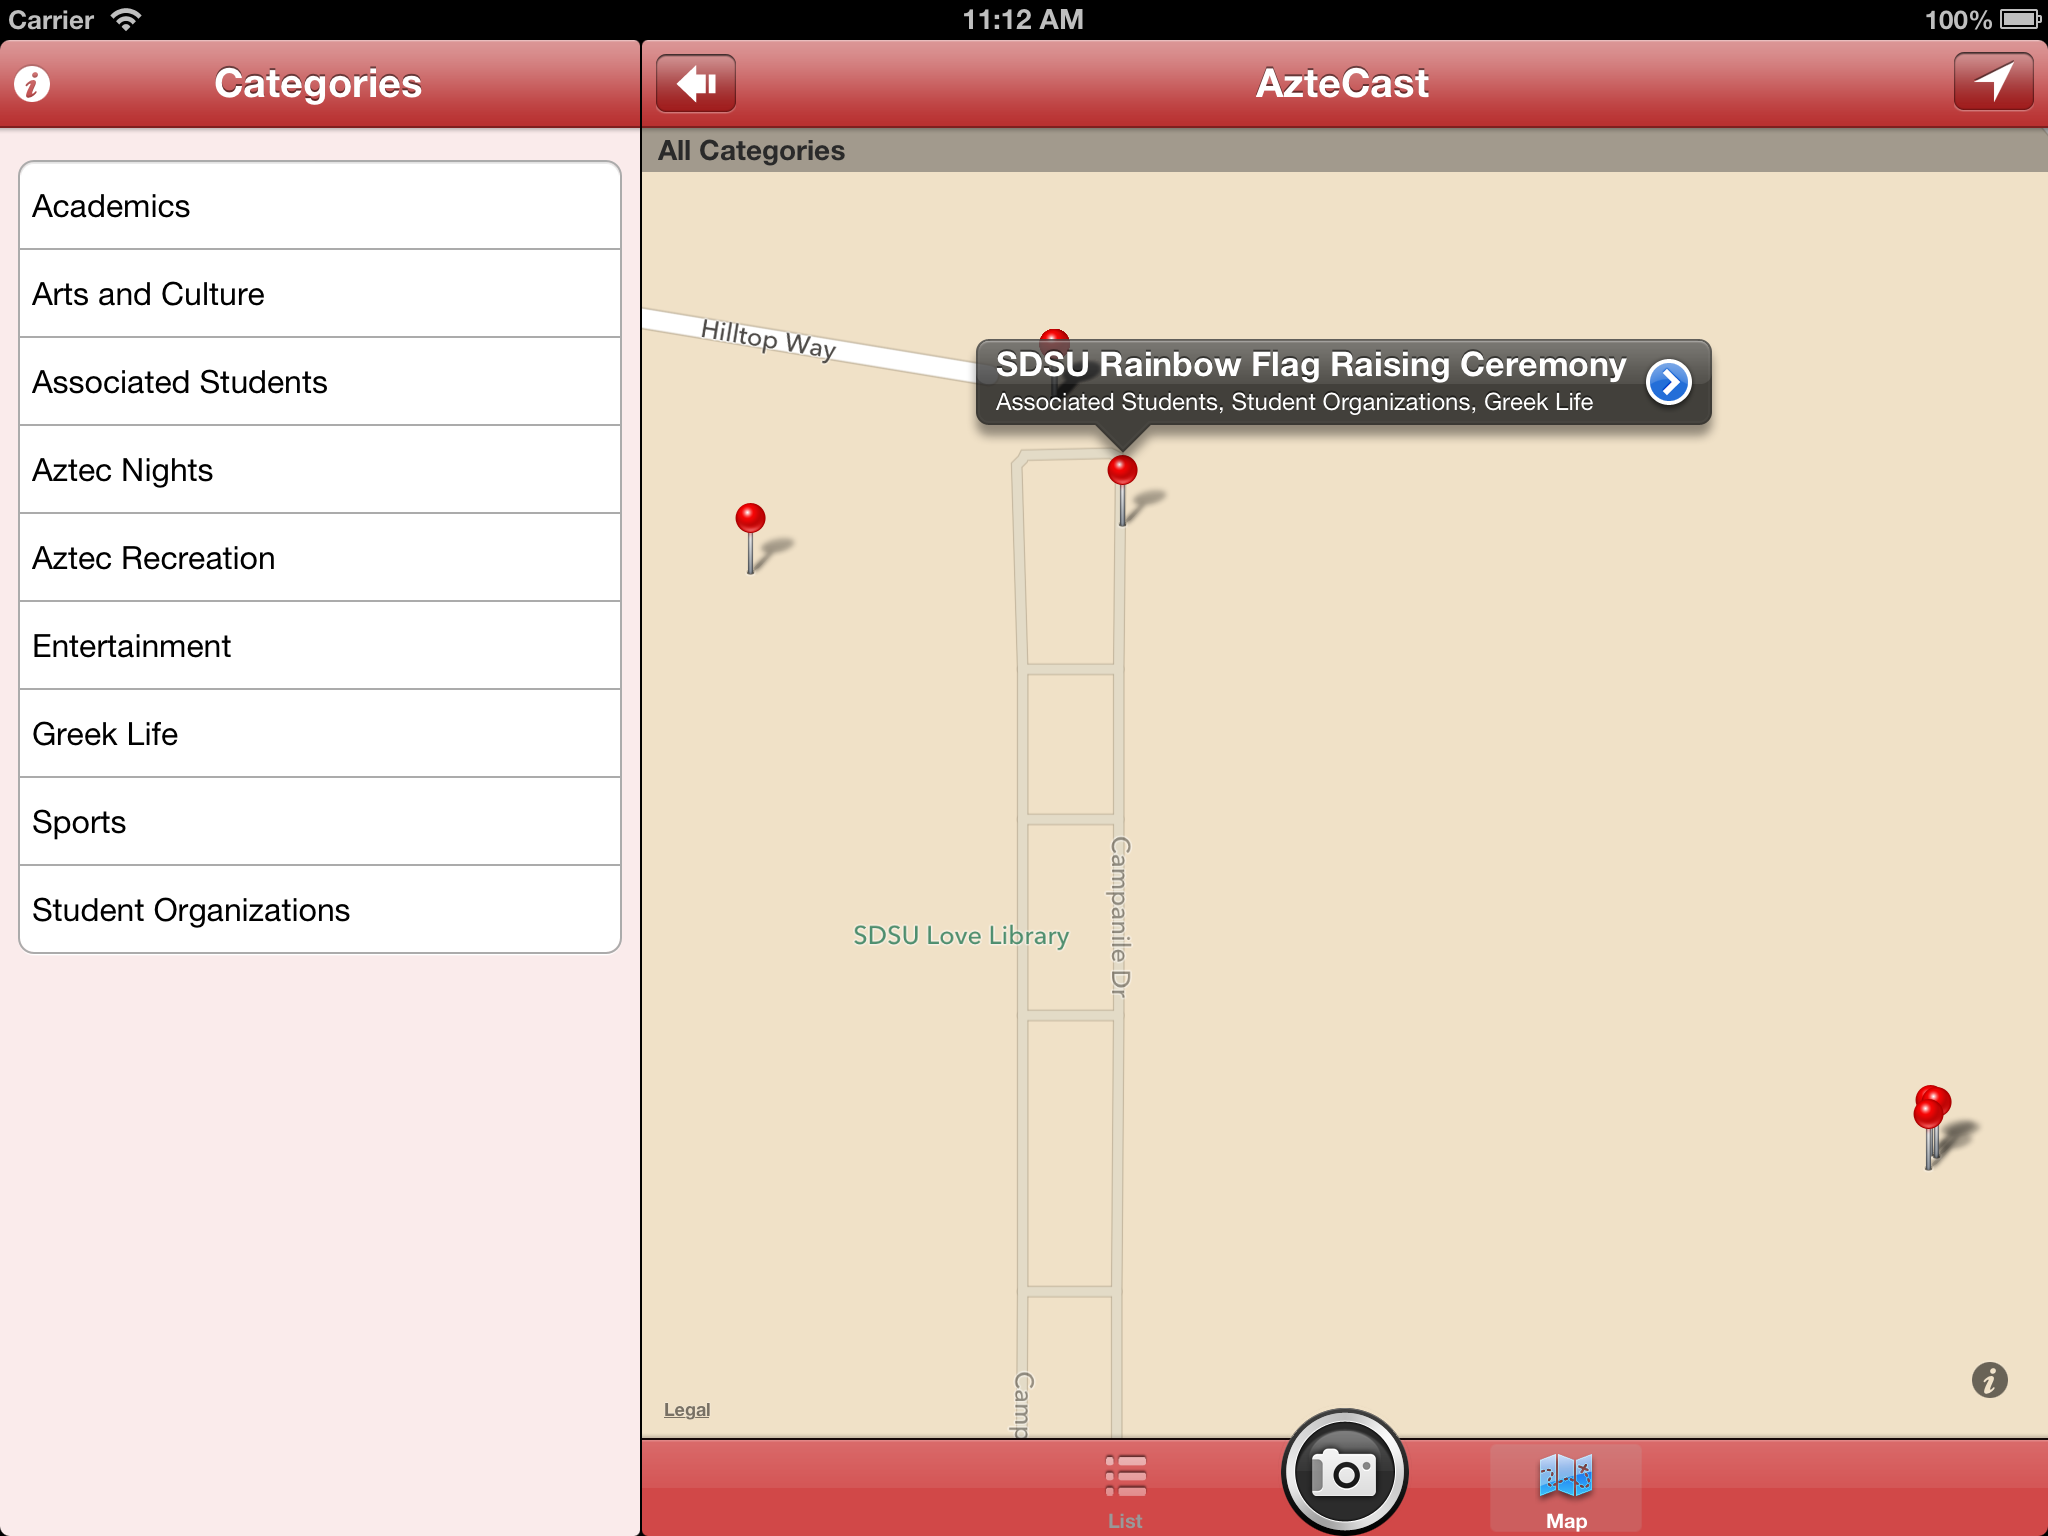 Carrier
11:12 AM
100%
Categories
AzteCast
All Categories
Academics
Arts and Culture
Associated Students
Aztec Nights
Aztec Recreation
Entertainment
Greek Life
Sports
Student Organizations
Hilltop Way
SDSU Rainbow Flag Raising Ceremony
Associated Students, Student Organizations, Greek Life
Campanile Dr
SDSU Love Library
Camp
Legal
List
Map